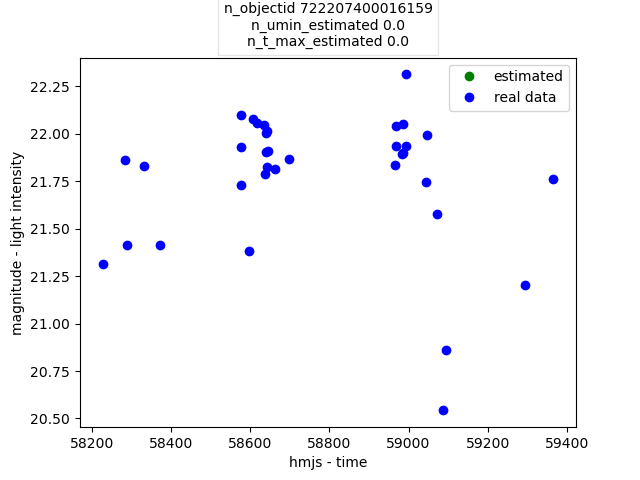 n_objectid 722207400016159
n_umin_estimated 0.0
n_t_max_estimated 0.0
estimated
real data
magnitude - light intensity
22.25
22.00
21.75
21.50
21.25
21.00
20.75
20.50
58200 58400 58600 58800 59000 59200 59400
hmjs - time